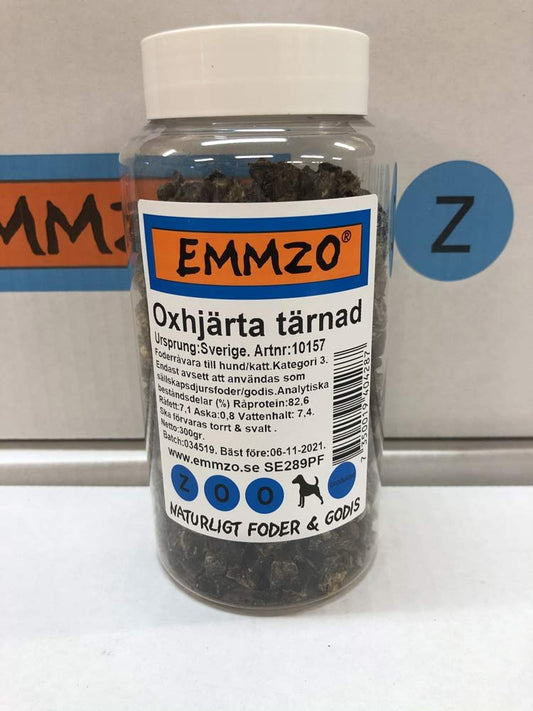 EMMZO®
Oxhjärta tärnad
Ursprung:Sverige. Artnr:10157
Foderråvara till hund/katt.Kategori 3.
Endast avsett att användas som
sällskapsdjursfoder/godis.Analytiska
beståndsdelar (%) Råprotein:82,6
Råfett:7,1 Aska:0,8 Vattenhalt: 7,4.
Ska förvaras torrt & svalt .
Netto:300gr.
Batch:034519. Bäst före:06-11-2021.
www.emmzo.se SE289PF
ZOO
NATURLIGT FODER & GODIS
MMZO
Z